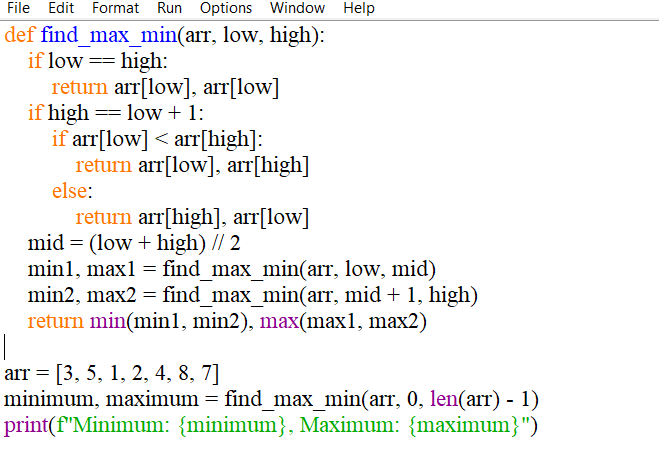 File Edit Format Run Options Window Help
def find_max_min(arr, low, high):
    if low == high:
        return arr[low], arr[low]
    if high == low + 1:
        if arr[low] < arr[high]:
            return arr[low], arr[high]
        else:
            return arr[high], arr[low]
    mid = (low + high) // 2
    min1, max1 = find_max_min(arr, low, mid)
    min2, max2 = find_max_min(arr, mid + 1, high)
    return min(min1, min2), max(max1, max2)
arr = [3, 5, 1, 2, 4, 8, 7]
minimum, maximum = find_max_min(arr, 0, len(arr) - 1)
print(f"Minimum: {minimum}, Maximum: {maximum}")